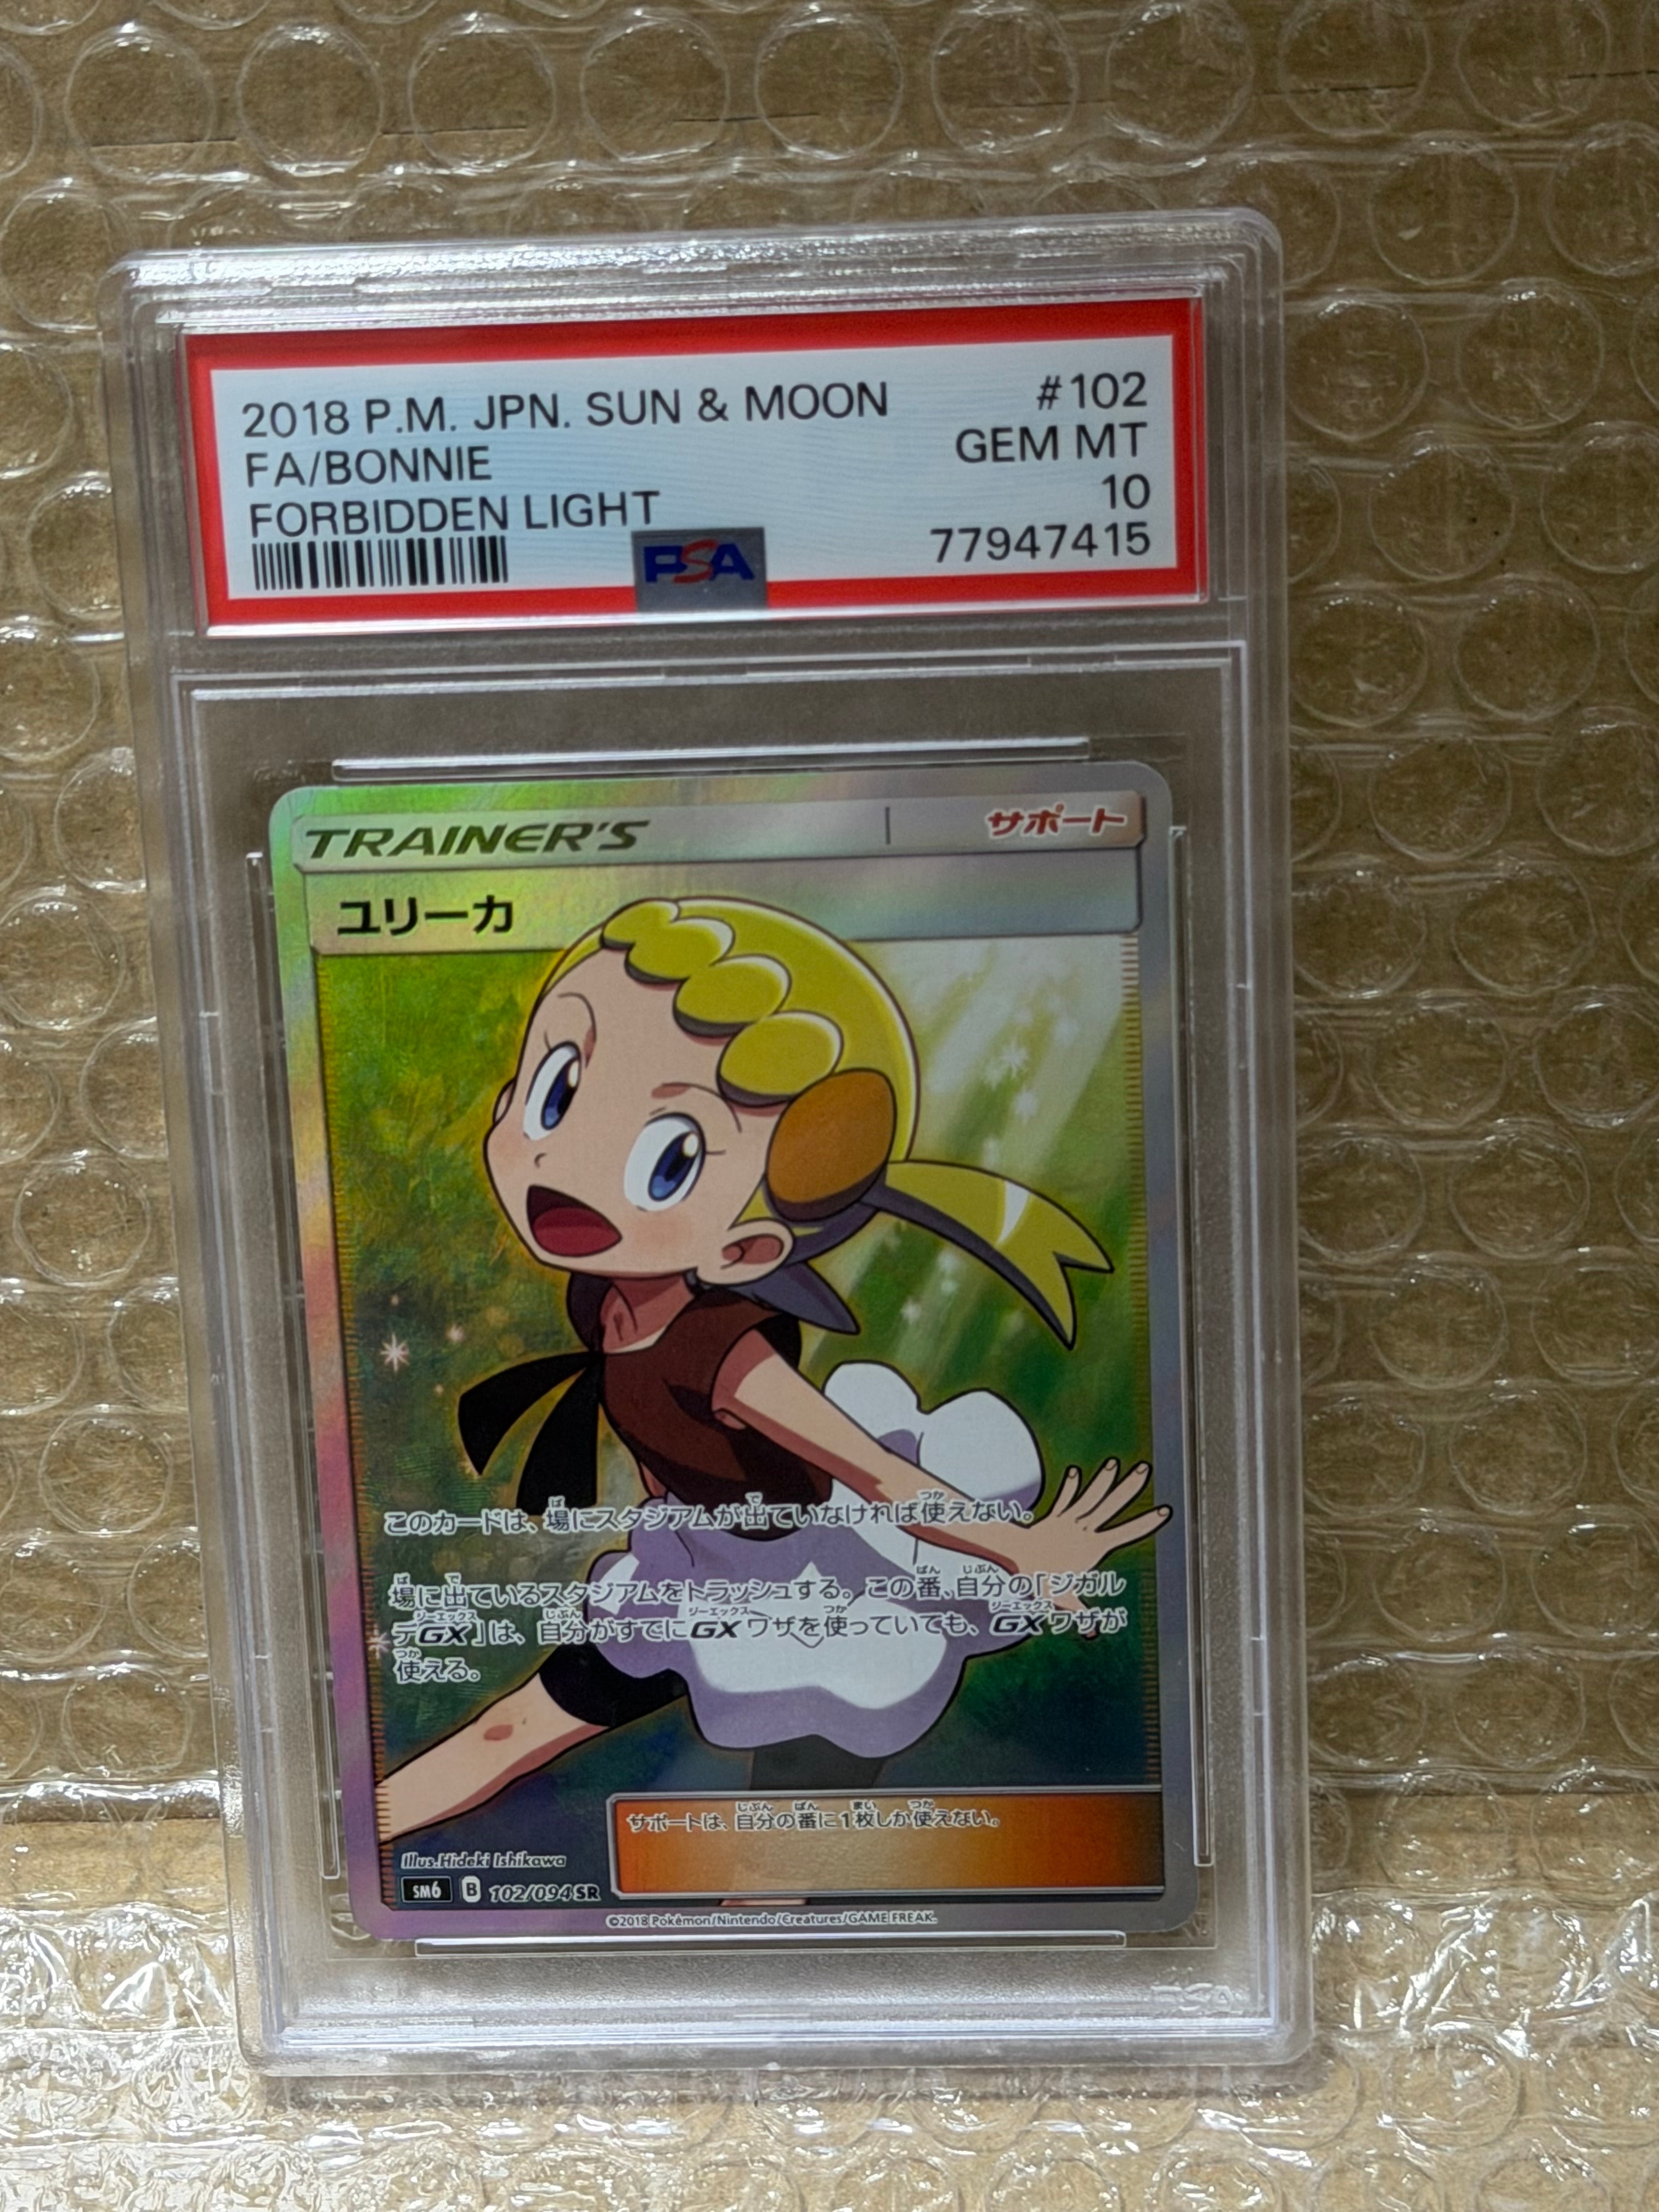 2018 P.M. JPN. SUN & MOON #102
FA/BONNIE GEM MT
FORBIDDEN LIGHT 10
PSA 77947415
TRAINER'S サポート
ユリーカ
このカードは、場にスタジアムが出ていなければ使えない。
場に出ているスタジアムをトラッシュする。この番、自分の「ジガル
デGX」は、自分がすでにGXワザを使っていても、GXワザが
使える。
サポートは、自分の番に1枚しか使えない。
Illus.Hideki Ishikawa
SM6 B 102/094 SR
©2018 Pokémon/Nintendo/Creatures/GAME FREAK.
PSA